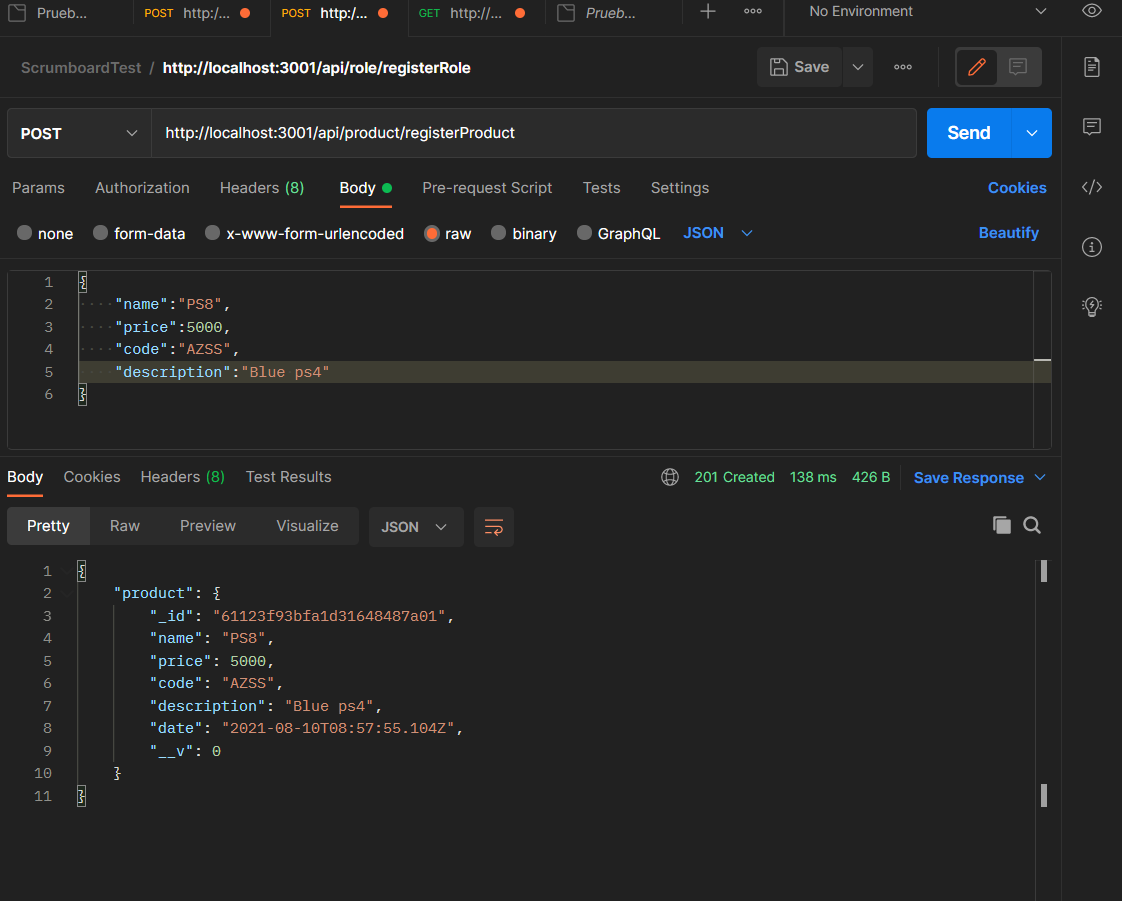 Prueb... POST http:/... POST http:/... GET http://... Prueb... No Environment
ScrumboardTest / http://localhost:3001/api/role/registerRole Save
POST http://localhost:3001/api/product/registerProduct Send
Params Authorization Headers (8) Body Pre-request Script Tests Settings Cookies
none form-data x-www-form-urlencoded raw binary GraphQL JSON Beautify
1 {
2 ····"name":"PS8",
3 ····"price":5000,
4 ····"code":"AZSS",
5 ····"description":"Blue ps4"
6 }
Body Cookies Headers (8) Test Results 201 Created 138 ms 426 B Save Response
Pretty Raw Preview Visualize JSON
1 {
2 "product": {
3 "_id": "61123f93bfa1d31648487a01",
4 "name": "PS8",
5 "price": 5000,
6 "code": "AZSS",
7 "description": "Blue ps4",
8 "date": "2021-08-10T08:57:55.104Z",
9 "__v": 0
10 }
11 }